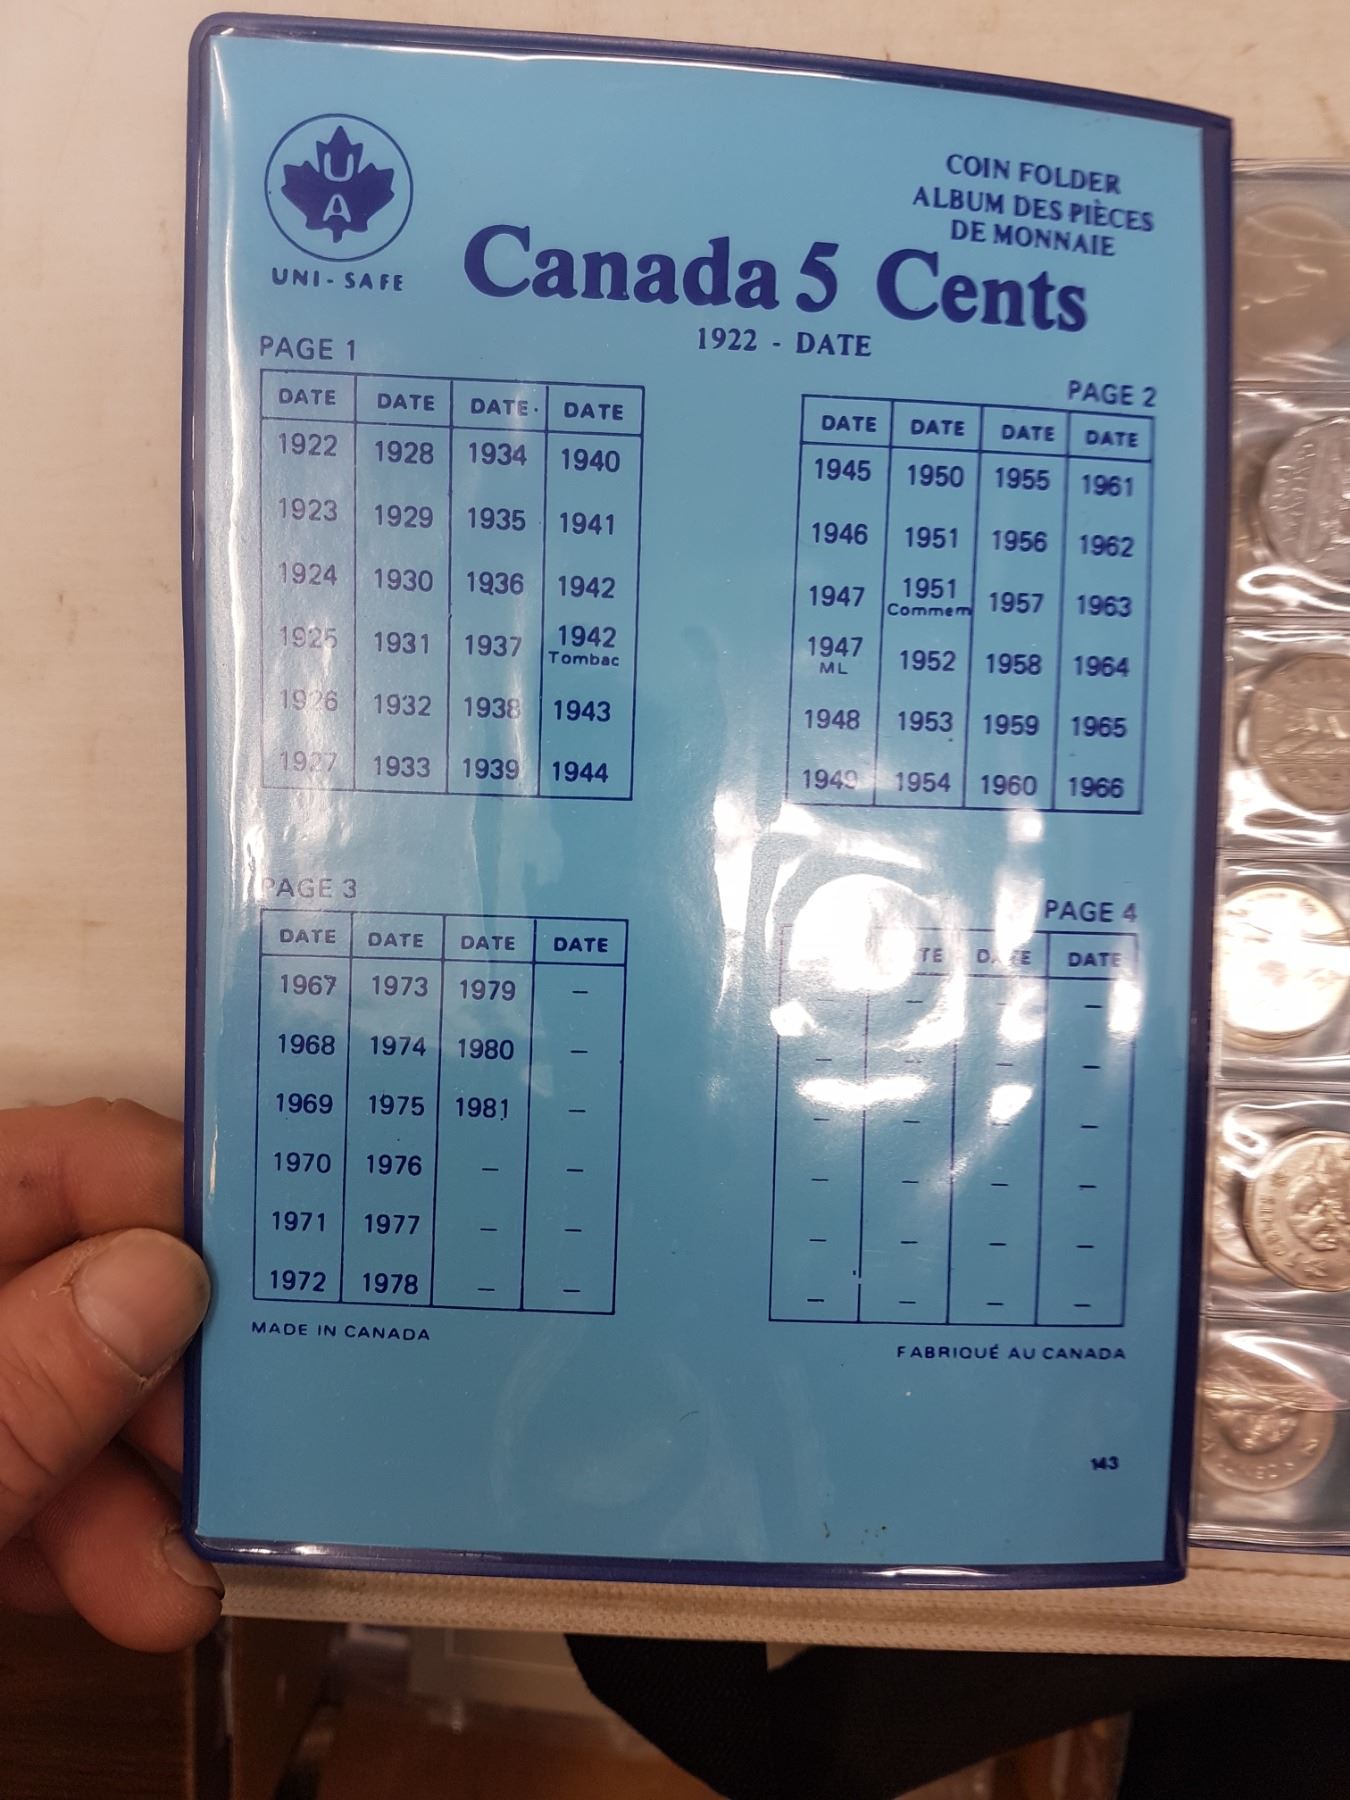 U
A
UNI-SAFE
COIN FOLDER
ALBUM DES PIÈCES
DE MONNAIE
Canada 5 Cents
1922 - DATE
PAGE 1
DATE DATE DATE DATE
1922 1928 1934 1940
1923 1929 1935 1941
1924 1930 1936 1942
1925 1931 1937 1942 Tombac
1926 1932 1938 1943
1927 1933 1939 1944
PAGE 2
DATE DATE DATE DATE
1945 1950 1955 1961
1946 1951 1956 1962
1947 1951 Commem 1957 1963
1947 ML 1952 1958 1964
1948 1953 1959 1965
1949 1954 1960 1966
PAGE 3
DATE DATE DATE DATE
1967 1973 1979 –
1968 1974 1980 –
1969 1975 1981 –
1970 1976 – –
1971 1977 – –
1972 1978 – –
PAGE 4
DATE DATE DATE
– – – –
– – – –
– – – –
– – – –
– – – –
– – – –
MADE IN CANADA
FABRIQUÉ AU CANADA
143